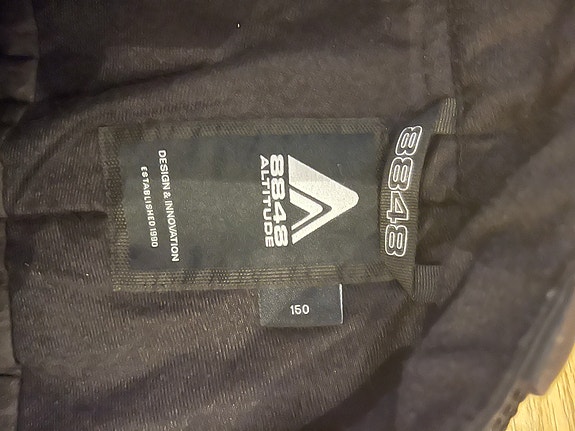 8848
8848
ALTITUDE
DESIGN & INNOVATION
ESTABLISHED 1990
150